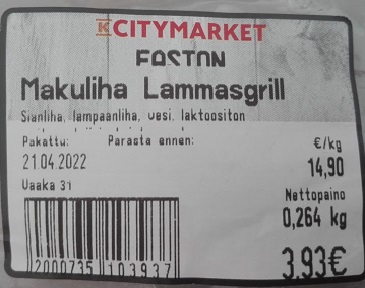 K CITYMARKET
FOSTON
Makuliha Lammasgrill
Sianliha, lampaanliha, vesi. laktoositon
Pakattu: Parasta ennen: €/kg
21.04.2022 14,90
Vaaka 31 Nettopaino
0,264 kg
3.93€
2000735 103937